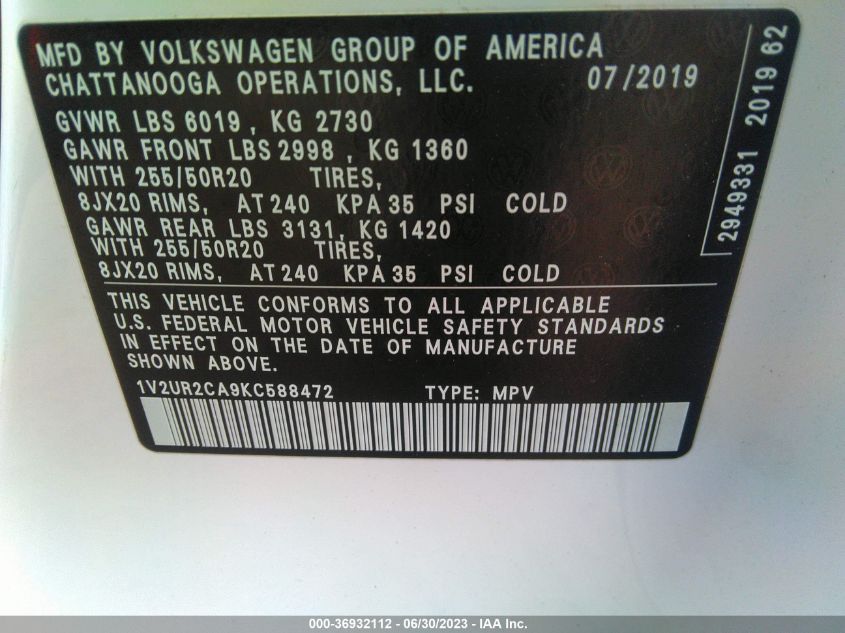 MFD BY VOLKSWAGEN GROUP OF AMERICA
CHATTANOOGA OPERATIONS, LLC. 07/2019
GVWR LBS 6019 , KG 2730
GAWR FRONT LBS 2998 , KG 1360
WITH 255/50R20 TIRES,
8JX20 RIMS, AT 240 KPA 35 PSI COLD
GAWR REAR LBS 3131, KG 1420
WITH 255/50R20 TIRES,
8JX20 RIMS, AT 240 KPA 35 PSI COLD
THIS VEHICLE CONFORMS TO ALL APPLICABLE
U.S. FEDERAL MOTOR VEHICLE SAFETY STANDARDS
IN EFFECT ON THE DATE OF MANUFACTURE
SHOWN ABOVE.
1V2UR2CA9KC588472 TYPE: MPV
2949331 2019 62
000-36932112 - 06/30/2023 - IAA Inc.